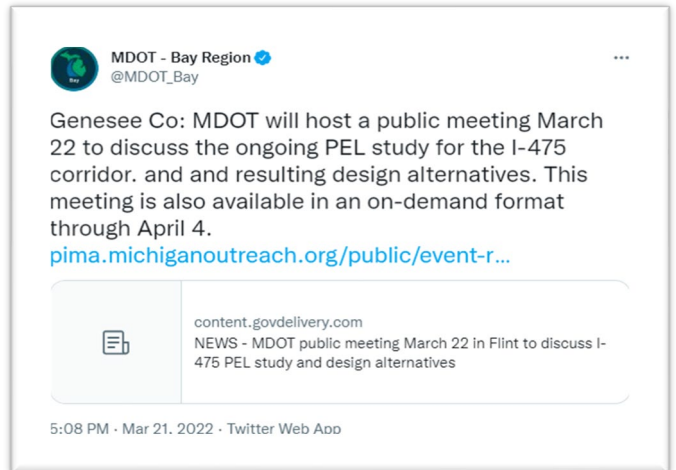 MDOT - Bay Region
@MDOT_Bay
Bay
Genesee Co: MDOT will host a public meeting March
22 to discuss the ongoing PEL study for the I-475
corridor. and and resulting design alternatives. This
meeting is also available in an on-demand format
through April 4.
pima.michiganoutreach.org/public/event-r...
content.govdelivery.com
NEWS - MDOT public meeting March 22 in Flint to discuss I-
475 PEL study and design alternatives
5:08 PM · Mar 21, 2022 · Twitter Web App